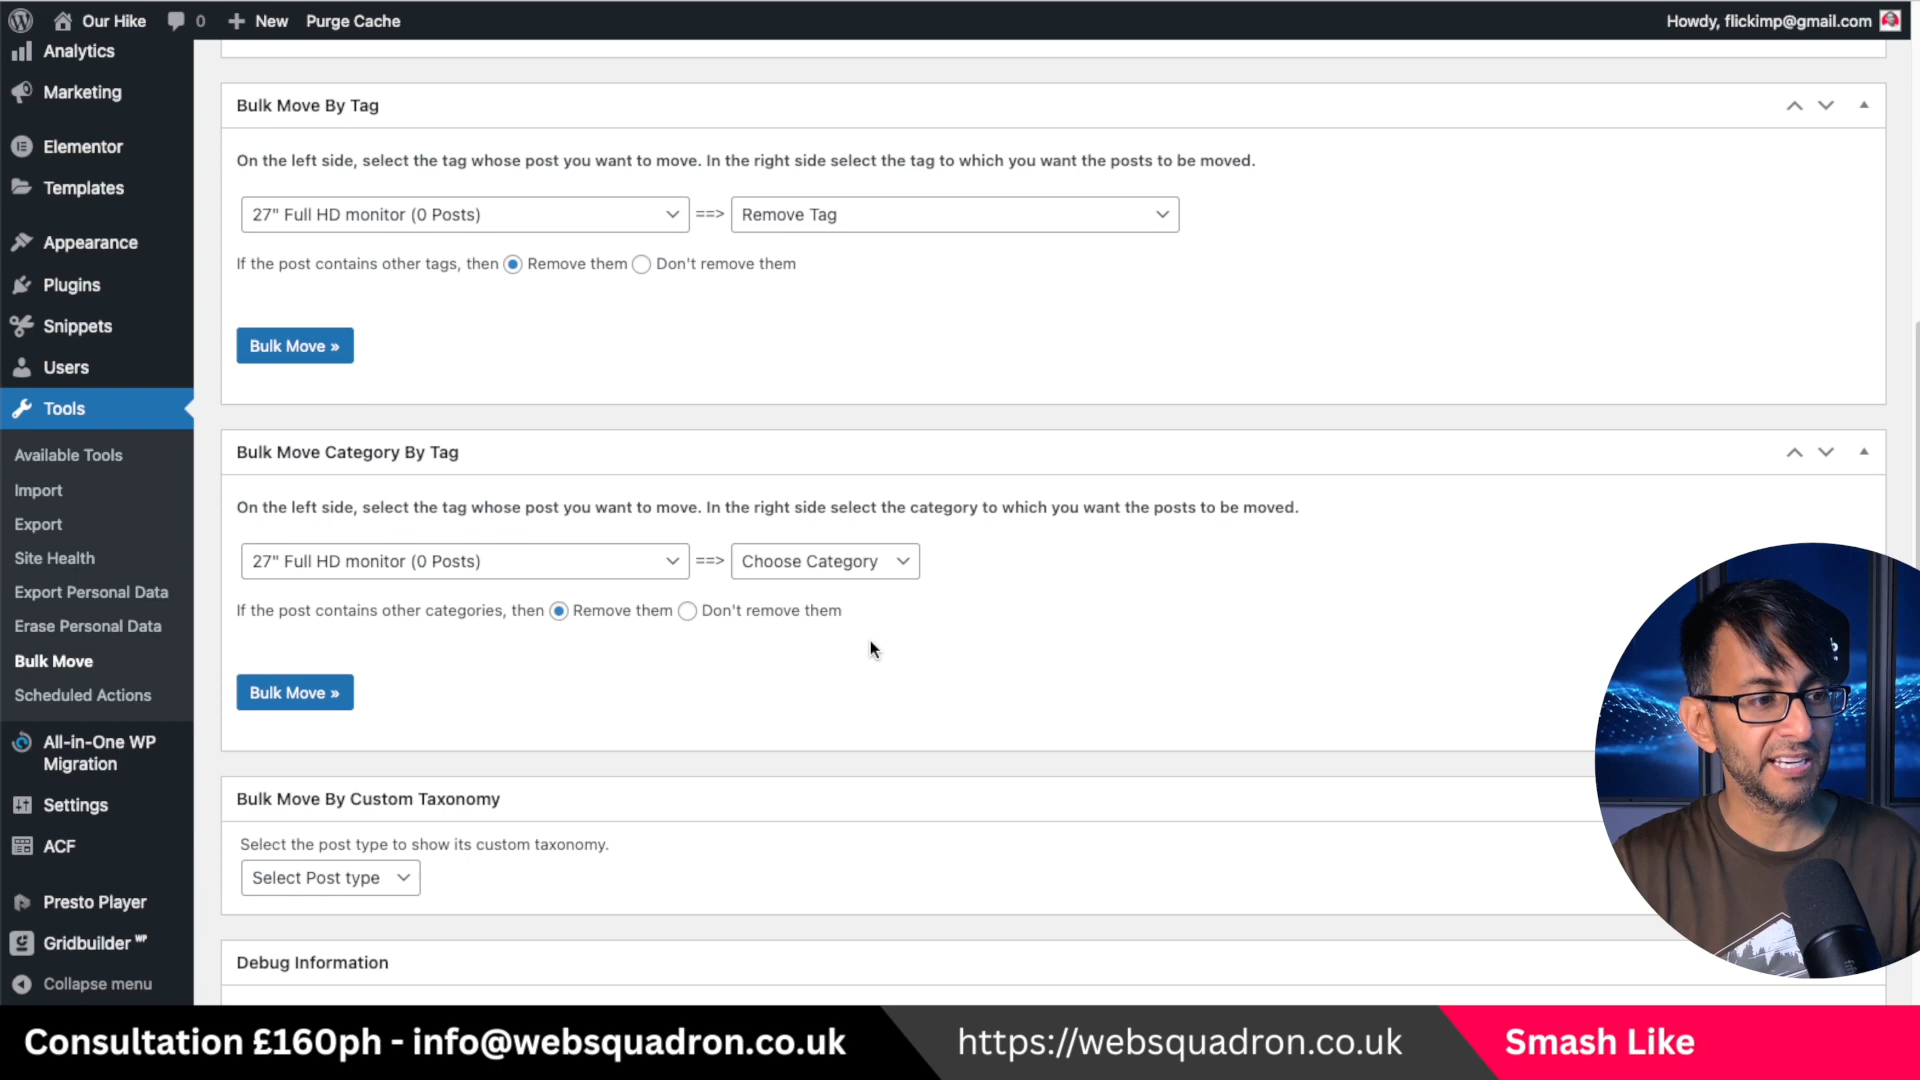 Our Hike
0
New
Purge Cache
Howdy, flickimp@gmail.com
Analytics
Marketing
Elementor
Templates
Appearance
Plugins
Snippets
Users
Tools
Available Tools
Import
Export
Site Health
Export Personal Data
Erase Personal Data
Bulk Move
Scheduled Actions
All-in-One WP
Migration
Settings
ACF
Presto Player
Gridbuilder WP
Collapse menu
Bulk Move By Tag
On the left side, select the tag whose post you want to move. In the right side select the tag to which you want the posts to be moved.
27" Full HD monitor (0 Posts) ==> Remove Tag
If the post contains other tags, then Remove them Don't remove them
Bulk Move »
Bulk Move Category By Tag
On the left side, select the tag whose post you want to move. In the right side select the category to which you want the posts to be moved.
27" Full HD monitor (0 Posts) ==> Choose Category
If the post contains other categories, then Remove them Don't remove them
Bulk Move »
Bulk Move By Custom Taxonomy
Select the post type to show its custom taxonomy.
Select Post type
Debug Information
Consultation £160ph - info@websquadron.co.uk
https://websquadron.co.uk
Smash Like